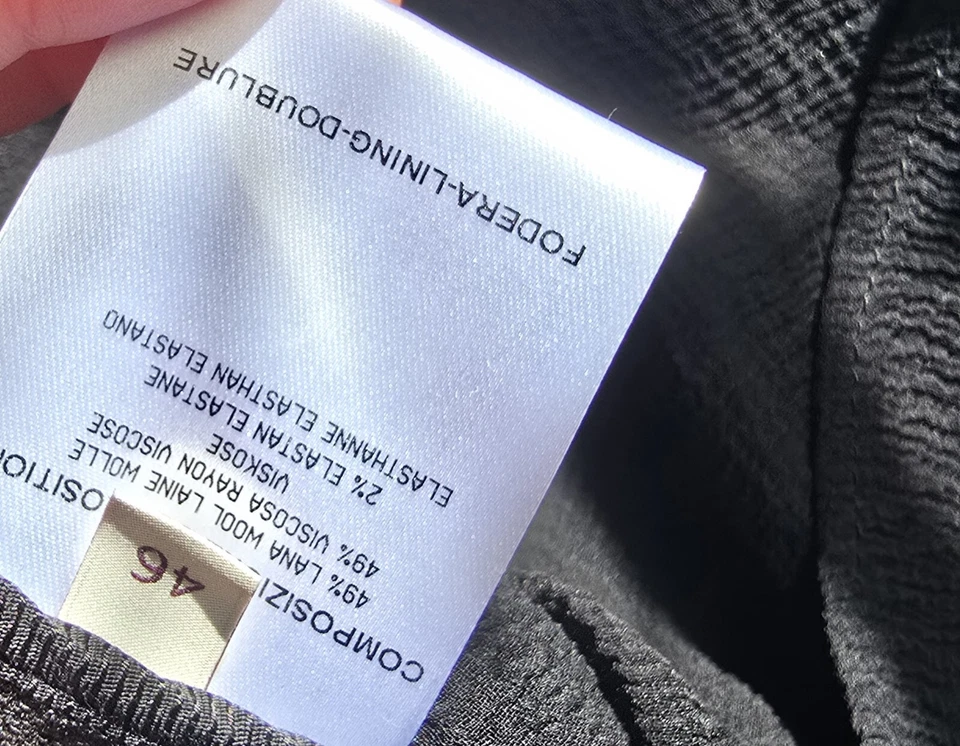 46
COMPOSIZI OSITIO
49% LANA WOOL LAINE WOLLE
49% VISCOSA RAYON VISCOSE
VISKOSE
2% ELASTAN ELASTANE
ELASTHANNE ELASTHAN ELASTANO
FODERA-LINING-DOUBLURE